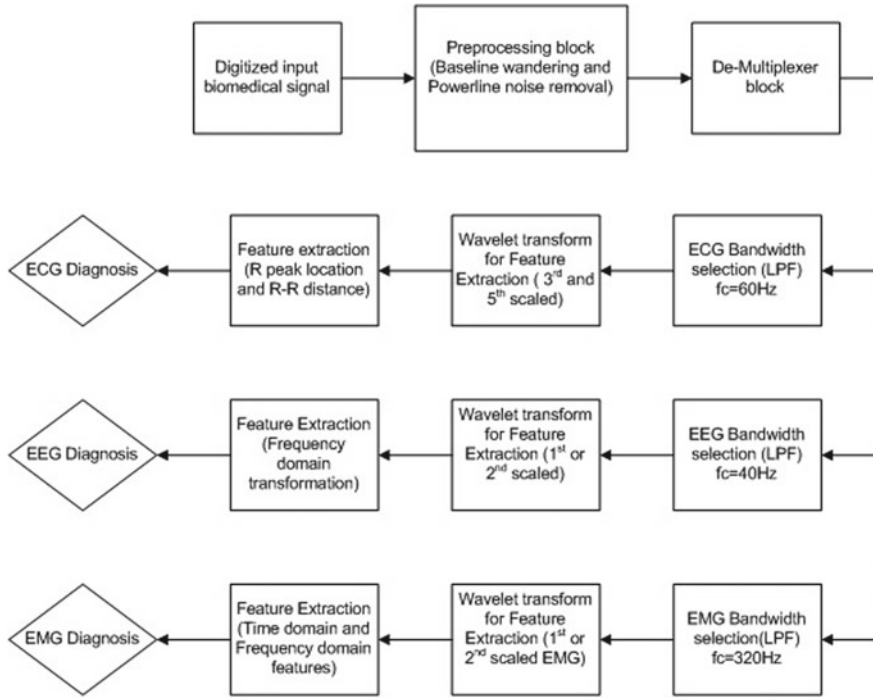 Digitized input
biomedical signal
Preprocessing block
(Baseline wandering and
Powerline noise removal)
De-Multiplexer
block
ECG Diagnosis
Feature extraction
(R peak location
and R-R distance)
Wavelet transform
for Feature
Extraction ( 3rd and
5th scaled)
ECG Bandwidth
selection (LPF)
fc=60Hz
EEG Diagnosis
Feature Extraction
(Frequency
domain
transformation)
Wavelet transform
for Feature
Extraction (1st or
2nd scaled)
EEG Bandwidth
selection (LPF)
fc=40Hz
EMG Diagnosis
Feature Extraction
(Time domain and
Frequency domain
features)
Wavelet transform
for Feature
Extraction (1st or
2nd scaled EMG)
EMG Bandwidth
selection(LPF)
fc=320Hz